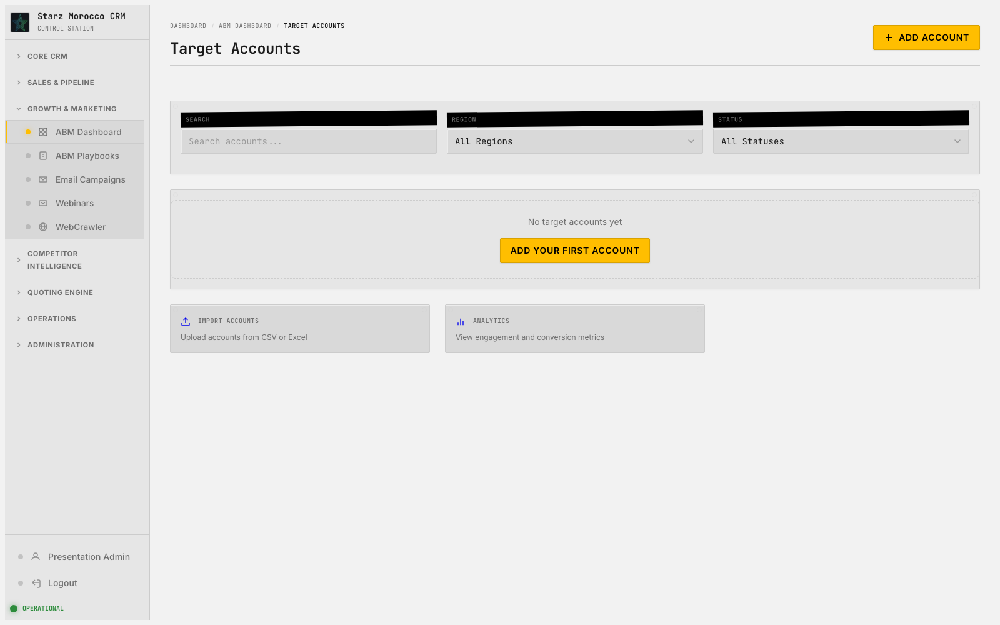 Starz Morocco CRM
CONTROL STATION
CORE CRM
SALES & PIPELINE
GROWTH & MARKETING
ABM Dashboard
ABM Playbooks
Email Campaigns
Webinars
WebCrawler
COMPETITOR
INTELLIGENCE
QUOTING ENGINE
OPERATIONS
ADMINISTRATION
Presentation Admin
Logout
OPERATIONAL
DASHBOARD / ABM DASHBOARD / TARGET ACCOUNTS
Target Accounts
+ ADD ACCOUNT
SEARCH
Search accounts...
REGION
All Regions
STATUS
All Statuses
No target accounts yet
ADD YOUR FIRST ACCOUNT
IMPORT ACCOUNTS
Upload accounts from CSV or Excel
ANALYTICS
View engagement and conversion metrics